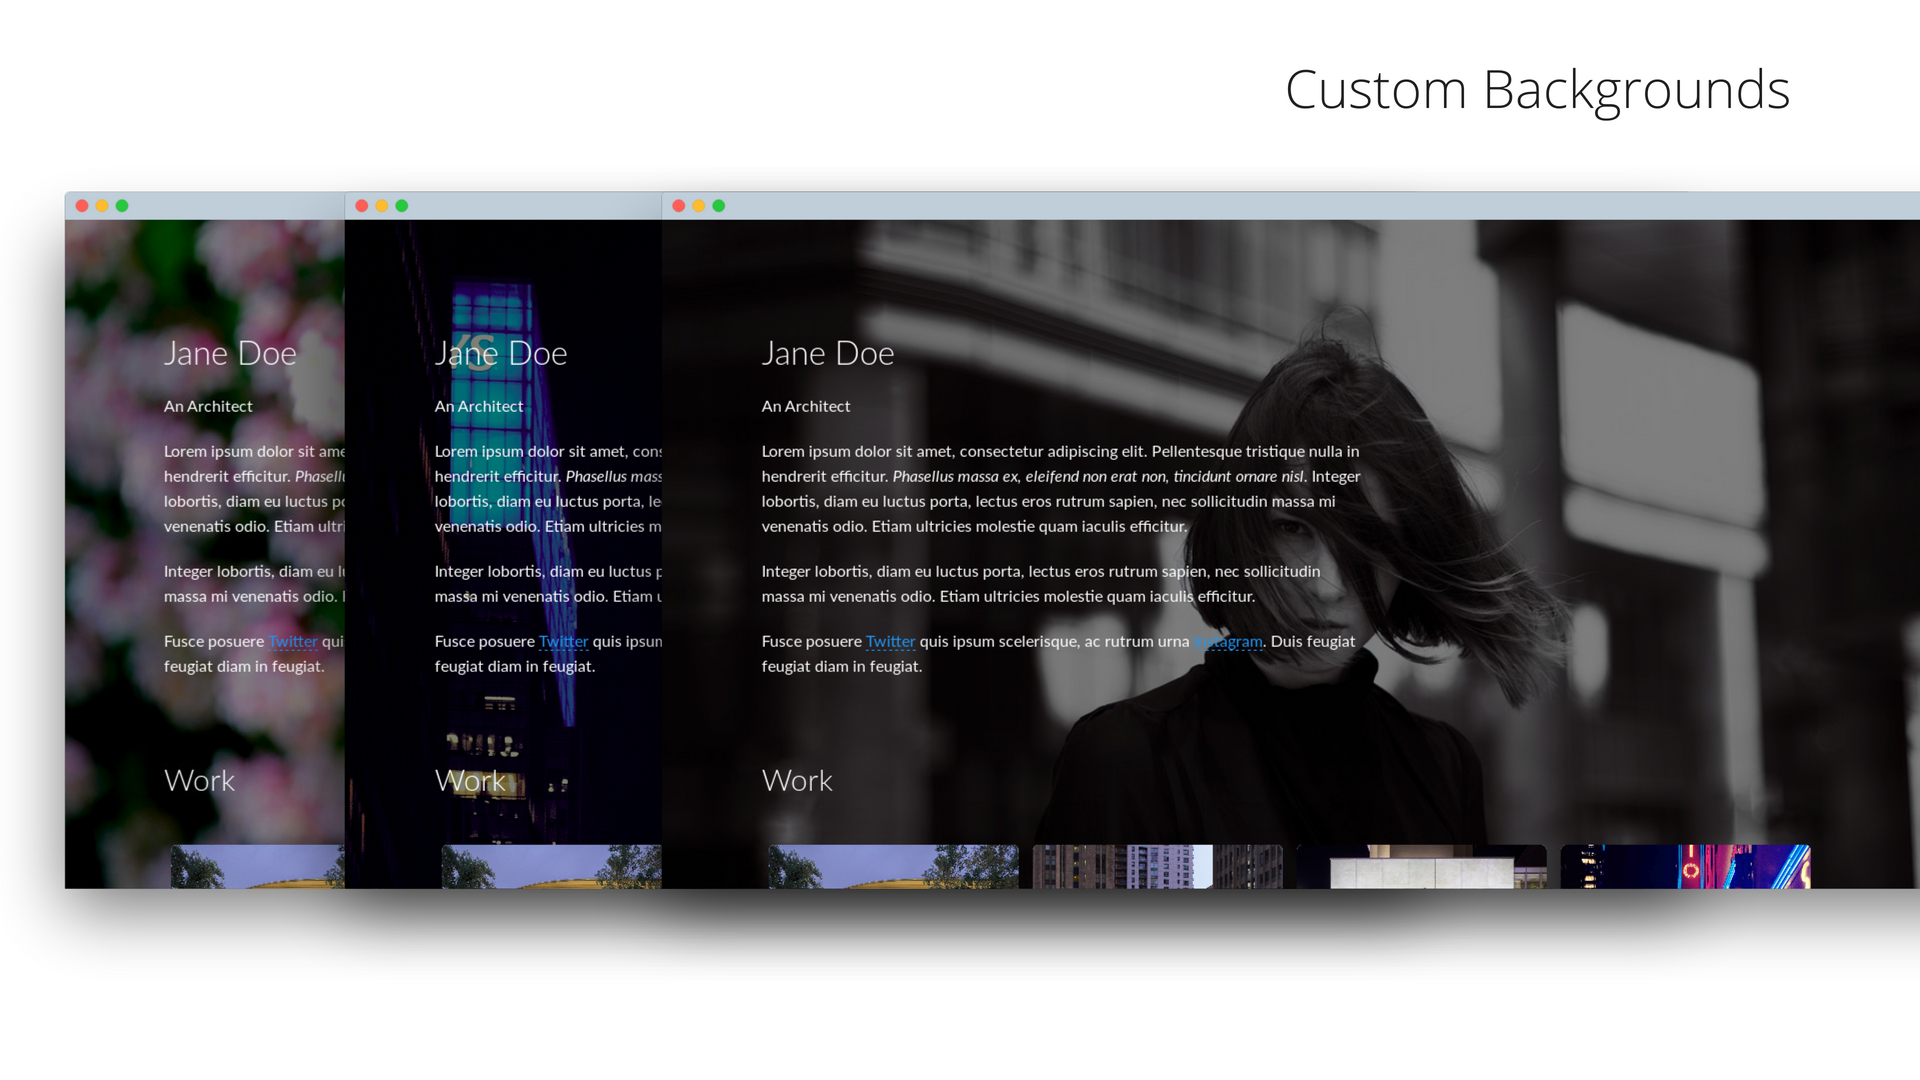 Custom Backgrounds
Jane Doe
An Architect
Lorem ipsum dolor sit ame
hendrerit efficitur. Phasell
lobortis, diam eu luctus p
venenatis odio. Etiam ultri
Integer lobortis, diam eu l
massa mi venenatis odio.
Fusce posuere Twitter qui
feugiat diam in feugiat.
Work
YS
Jane Doe
An Architect
Lorem ipsum dolor sit amet, cons
hendrerit efficitur. Phasellus mass
lobortis, diam eu luctus porta, le
venenatis odio. Etiam ultricies m
Integer lobortis, diam eu luctus p
massa mi venenatis odio. Etiam u
Fusce posuere Twitter quis ipsum
feugiat diam in feugiat.
Work
Jane Doe
An Architect
Lorem ipsum dolor sit amet, consectetur adipiscing elit. Pellentesque tristique nulla in
hendrerit efficitur. Phasellus massa ex, eleifend non erat non, tincidunt ornare nisl. Integer
lobortis, diam eu luctus porta, lectus eros rutrum sapien, nec sollicitudin massa mi
venenatis odio. Etiam ultricies molestie quam iaculis efficitur.
Integer lobortis, diam eu luctus porta, lectus eros rutrum sapien, nec sollicitudin
massa mi venenatis odio. Etiam ultricies molestie quam iaculis efficitur.
Fusce posuere Twitter quis ipsum scelerisque, ac rutrum urna Instagram. Duis feugiat
feugiat diam in feugiat.
Work